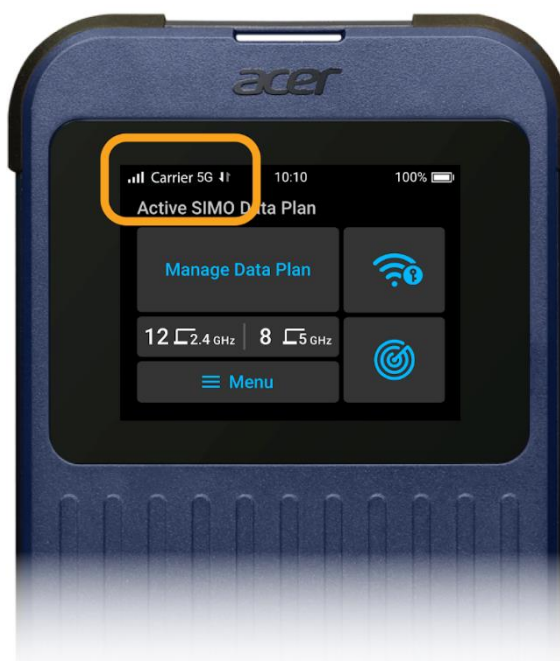 acer
Carrier 5G 10:10 100%
Active SIMO Data Plan
Manage Data Plan
12 2.4 GHz 8 5 GHz
Menu